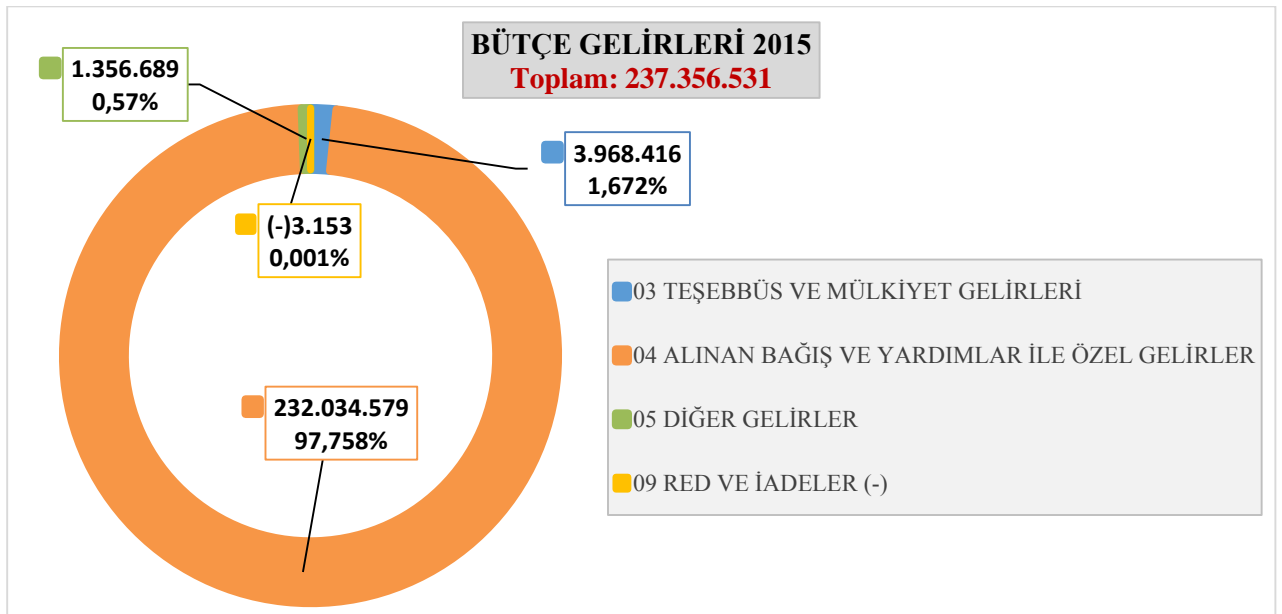 BÜTÇE GELİRLERİ 2015
Toplam: 237.356.531
1.356.689
0,57%
3.968.416
1,672%
(-)3.153
0,001%
232.034.579
97,758%
03 TEŞEBBÜS VE MÜLKİYET GELİRLERİ
04 ALINAN BAĞIŞ VE YARDIMLAR İLE ÖZEL GELİRLER
05 DİĞER GELİRLER
09 RED VE İADELER (-)